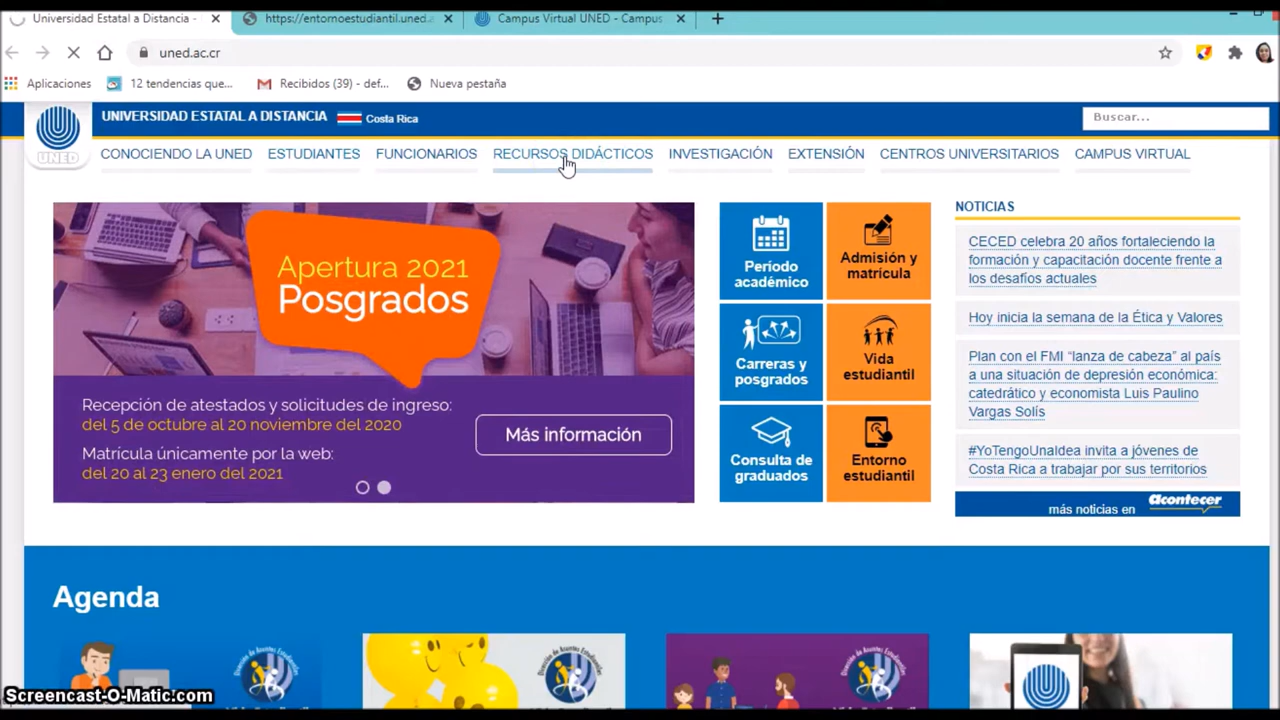 Universidad Estatal a Distancia -
https://entornoestudiantil.uned.a
Campus Virtual UNED - Campus
uned.ac.cr
Aplicaciones
12 tendencias que...
Recibidos (39) - def...
Nueva pestaña
UNIVERSIDAD ESTATAL A DISTANCIA
Costa Rica
Buscar...
UNED
CONOCIENDO LA UNED
ESTUDIANTES
FUNCIONARIOS
RECURSOS DIDÁCTICOS
INVESTIGACIÓN
EXTENSIÓN
CENTROS UNIVERSITARIOS
CAMPUS VIRTUAL
Apertura 2021
Posgrados
Recepción de atestados y solicitudes de ingreso:
del 5 de octubre al 20 noviembre del 2020
Matrícula únicamente por la web:
del 20 al 23 enero del 2021
Más información
Período
académico
Admisión y
matrícula
Carreras y
posgrados
Vida
estudiantil
Consulta de
graduados
Entorno
estudiantil
NOTICIAS
CECED celebra 20 años fortaleciendo la
formación y capacitación docente frente a
los desafíos actuales
Hoy inicia la semana de la Ética y Valores
Plan con el FMI “lanza de cabeza” al país
a una situación de depresión económica:
catedrático y economista Luis Paulino
Vargas Solís
#YoTengoUnaIdea invita a jóvenes de
Costa Rica a trabajar por sus territorios
más noticias en acontecer
Agenda
Screencast-O-Matic.com